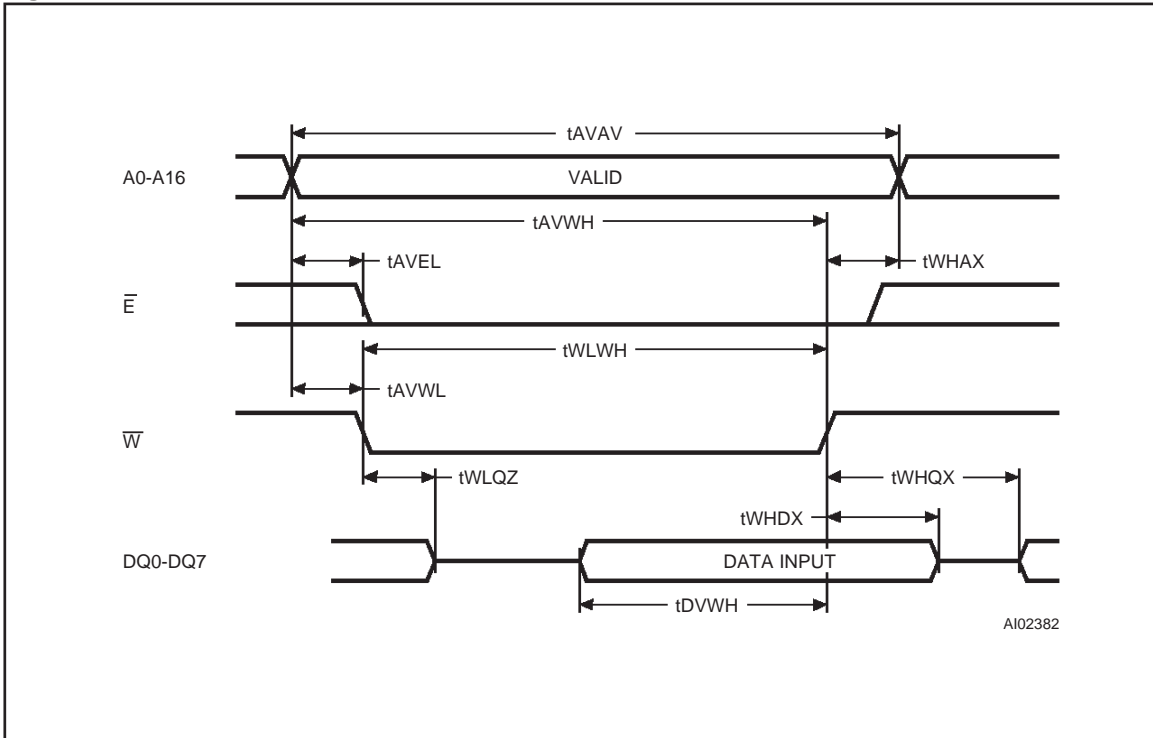 tAVAV
A0-A16
VALID
tAVWH
tAVEL
tWHAX
E̅
tWLWH
tAVWL
W̅
tWLQZ
tWHQX
tWHDX
DQ0-DQ7
DATA INPUT
tDVWH
AI02382